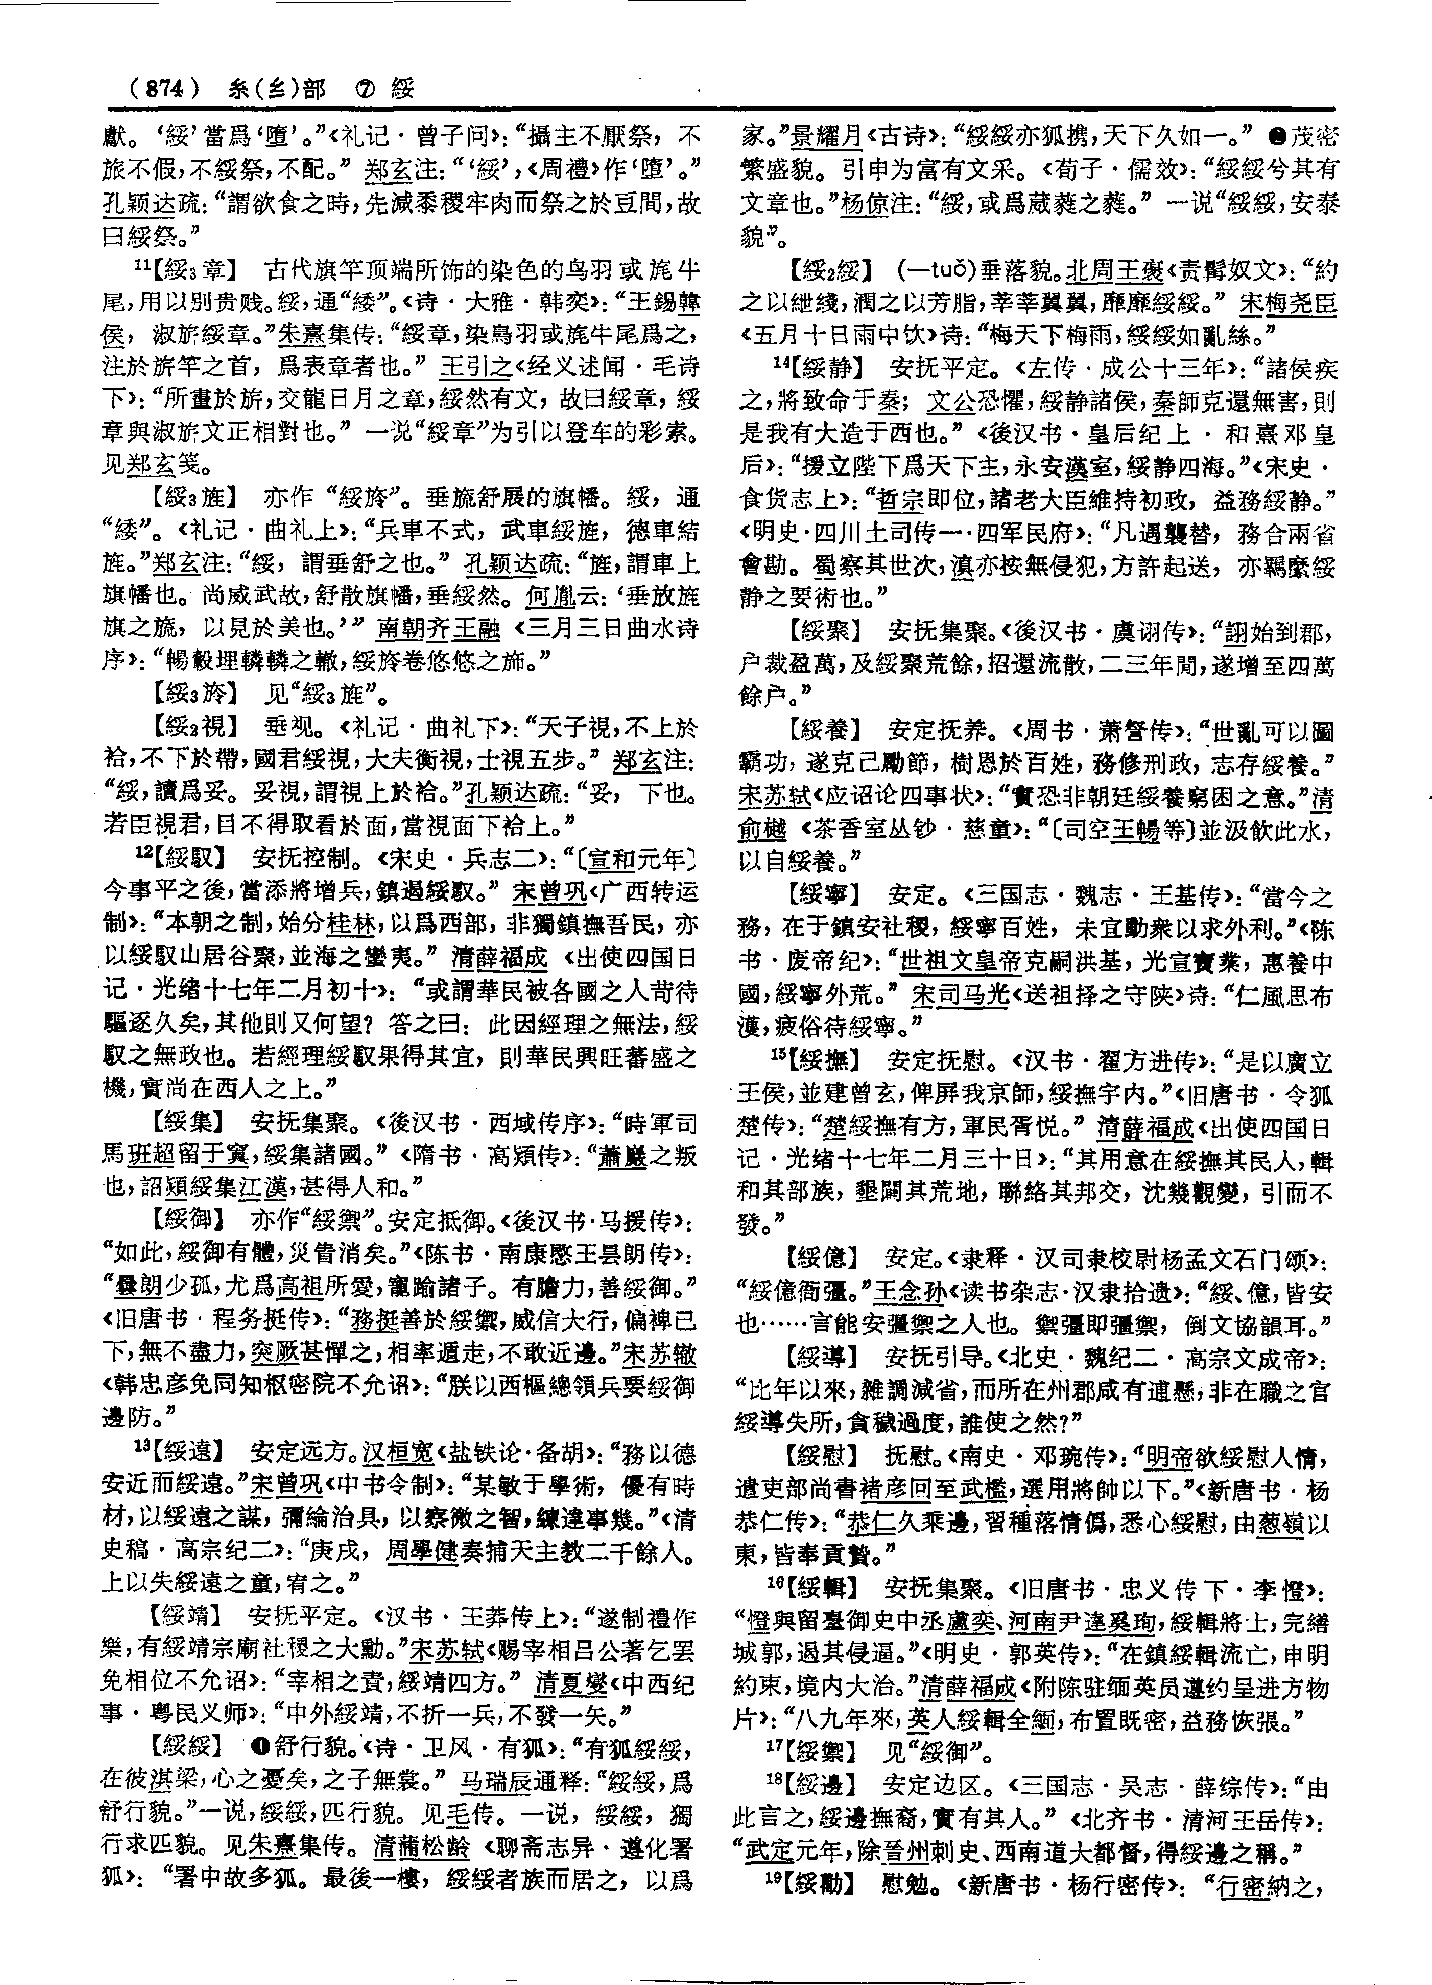 (874) 糸(纟)部 ⑦ 綏
獻。‘綏’當爲‘墮’。”《礼记·曾子问》：“攝主不厭祭，不
旅不假，不綏祭，不配。” 郑玄注：“‘綏’，《周禮》作‘墮’。”
孔颖达疏：“謂欲食之時，先減黍稷牢肉而祭之於豆間，故
曰綏祭。”
11【綏3章】 古代旗竿顶端所饰的染色的鸟羽或旄牛
尾，用以别贵贱。綏，通“緌”。《诗·大雅·韩奕》：“王錫韓
侯，淑旂綏章。”朱熹集传：“綏章，染鳥羽或旄牛尾爲之，
注於旂竿之首，爲表章者也。” 王引之《经义述闻·毛诗
下》：“所畫於旂，交龍日月之章，綏然有文，故曰綏章，綏
章與淑旂文正相對也。” 一说“綏章”为引以登车的彩索。
见郑玄笺。
【綏3旌】 亦作“綏旍”。垂旒舒展的旗幡。綏，通
“緌”。《礼记·曲礼上》：“兵車不式，武車綏旌，德車結
旌。”郑玄注：“綏，謂垂舒之也。” 孔颖达疏：“旌，謂車上
旗幡也。尚威武故，舒散旗幡，垂綏然。何胤云：‘垂放旌
旗之旒，以見於美也。’” 南朝齐王融《三月三日曲水诗
序》：“暢轂埋轔轔之轍，綏旍卷悠悠之斾。”
【綏3旍】 见“綏3旌”。
【綏2視】 垂视。《礼记·曲礼下》：“天子視，不上於
袷，不下於帶，國君綏視，大夫衡視，士視五步。” 郑玄注：
“綏，讀爲妥。妥視，謂視上於袷。”孔颖达疏：“妥，下也。
若臣視君，目不得取看於面，當視面下袷上。”
12【綏馭】 安抚控制。《宋史·兵志二》：“〔宣和元年〕
今事平之後，當添將增兵，鎮遏綏馭。” 宋曾巩《广西转运
制》：“本朝之制，始分桂林，以爲西部，非獨鎮撫吾民，亦
以綏馭山居谷聚，並海之蠻夷。” 清薛福成《出使四国日
记·光绪十七年二月初十》：“或謂華民被各國之人苛待
驅逐久矣，其他則又何望？答之曰：此因經理之無法，綏
馭之無政也。若經理綏馭果得其宜，則華民興旺蕃盛之
機，實尚在西人之上。”
【綏集】 安抚集聚。《後汉书·西域传序》：“時軍司
馬班超留于窴，綏集諸國。”《隋书·高熲传》：“蕭巖之叛
也，詔熲綏集江漢，甚得人和。”
【綏御】 亦作“綏禦”。安定抵御。《後汉书·马援传》：
“如此，綏御有體，災眚消矣。”《陈书·南康愍王昙朗传》：
“曇朗少孤，尤爲高祖所愛，寵踰諸子。有膽力，善綏御。”
《旧唐书·程务挺传》：“務挺善於綏禦，威信大行，偏裨已
下，無不盡力，突厥甚憚之，相率遁走，不敢近邊。”宋苏辙
《韩忠彦免同知枢密院不允诏》：“朕以西樞總領兵要綏御
邊防。”
13【綏遠】 安定远方。汉桓宽《盐铁论·备胡》：“務以德
安近而綏遠。”宋曾巩《中书令制》：“某敏于學術，優有時
材，以綏遠之謀，彌綸治具，以察微之智，練達事幾。”《清
史稿·高宗纪二》：“庚戌，周學健奏捕天主教二千餘人。
上以失綏遠之意，宥之。”
【綏靖】 安抚平定。《汉书·王莽传上》：“遂制禮作
樂，有綏靖宗廟社稷之大勳。”宋苏轼《赐宰相吕公著乞罢
免相位不允诏》：“宰相之責，綏靖四方。” 清夏燮《中西纪
事·粤民义师》：“中外綏靖，不折一兵，不發一矢。”
【綏綏】 ❶舒行貌。《诗·卫风·有狐》：“有狐綏綏，
在彼淇梁，心之憂矣，之子無裳。” 马瑞辰通释：“綏綏，爲
舒行貌。”一说，綏綏，匹行貌。见毛传。一说，綏綏，獨
行求匹貌。见朱熹集传。清蒲松龄《聊斋志异·遵化署
狐》：“署中故多狐。最後一樓，綏綏者族而居之，以爲
家。”景耀月《古诗》：“綏綏亦狐携，天下久如一。” ❷茂密
繁盛貌。引申为富有文采。《荀子·儒效》：“綏綏兮其有
文章也。”杨倞注：“綏，或爲葳蕤之蕤。” 一说“綏綏，安泰
貌”。
【綏2綏】 (—tuǒ)垂落貌。北周王褒《责髯奴文》：“約
之以紲綫，潤之以芳脂，莘莘翼翼，靡靡綏綏。” 宋梅尧臣
《五月十日雨中饮》诗：“梅天下梅雨，綏綏如亂絲。”
14【綏静】 安抚平定。《左传·成公十三年》：“諸侯疾
之，將致命于秦；文公恐懼，綏静諸侯，秦師克還無害，則
是我有大造于西也。”《後汉书·皇后纪上·和熹邓皇
后》：“援立陛下爲天下主，永安漢室，綏静四海。”《宋史·
食货志上》：“哲宗即位，諸老大臣維持初政，益務綏静。”
《明史·四川土司传一·四军民府》：“凡遇襲替，務合兩省
會勘。蜀察其世次，滇亦按無侵犯，方許起送，亦羈縻綏
静之要術也。”
【綏聚】 安抚集聚。《後汉书·虞诩传》：“詡始到郡，
户裁盈萬，及綏聚荒餘，招還流散，二三年間，遂增至四萬
餘户。”
【綏養】 安定抚养。《周书·萧詧传》：“世亂可以圖
霸功，遂克己勵節，樹恩於百姓，務修刑政，志存綏養。”
宋苏轼《应诏论四事状》：“實恐非朝廷綏養窮困之意。”清
俞樾《茶香室丛钞·慈童》：“〔司空王暢等〕並汲飲此水，
以自綏養。”
【綏寧】 安定。《三国志·魏志·王基传》：“當今之
務，在于鎮安社稷，綏寧百姓，未宜動衆以求外利。”《陈
书·废帝纪》：“世祖文皇帝克嗣洪基，光宣寶業，惠養中
國，綏寧外荒。” 宋司马光《送祖择之守陕》诗：“仁風思布
濩，疲俗待綏寧。”
15【綏撫】 安定抚慰。《汉书·翟方进传》：“是以廣立
王侯，並建曾玄，俾屏我京師，綏撫宇内。”《旧唐书·令狐
楚传》：“楚綏撫有方，軍民胥悦。” 清薛福成《出使四国日
记·光绪十七年二月三十日》：“其用意在綏撫其民人，輯
和其部族，墾闢其荒地，聯絡其邦交，沈幾觀變，引而不
發。”
【綏億】 安定。《隶释·汉司隶校尉杨孟文石门颂》：
“綏億衙彊。”王念孙《读书杂志·汉隶拾遗》：“綏、億，皆安
也……言能安彊禦之人也。禦彊即彊禦，倒文協韻耳。”
【綏導】 安抚引导。《北史·魏纪二·高宗文成帝》：
“比年以來，雜調減省，而所在州郡咸有逋懸，非在職之官
綏導失所，貪穢過度，誰使之然？”
【綏慰】 抚慰。《南史·邓琬传》：“明帝欲綏慰人情，
遣吏部尚書褚彦回至武檻，選用將帥以下。”《新唐书·杨
恭仁传》：“恭仁久乘邊，習種落情僞，悉心綏慰，由葱嶺以
東，皆奉貢贄。”
16【綏輯】 安抚集聚。《旧唐书·忠义传下·李憕》：
“憕與留臺御史中丞盧奕、河南尹達奚珣，綏輯將士，完繕
城郭，遏其侵逼。”《明史·郭英传》：“在鎮綏輯流亡，申明
約束，境内大治。”清薛福成《附陈驻缅英员遵约呈进方物
片》：“八九年來，英人綏輯全緬，布置既密，益務恢張。”
17【綏禦】 见“綏御”。
18【綏邊】 安定边区。《三国志·吴志·薛综传》：“由
此言之，綏邊撫裔，實有其人。”《北齐书·清河王岳传》：
“武定元年，除晉州刺史、西南道大都督，得綏邊之稱。”
19【綏勸】 慰勉。《新唐书·杨行密传》：“行密納之，